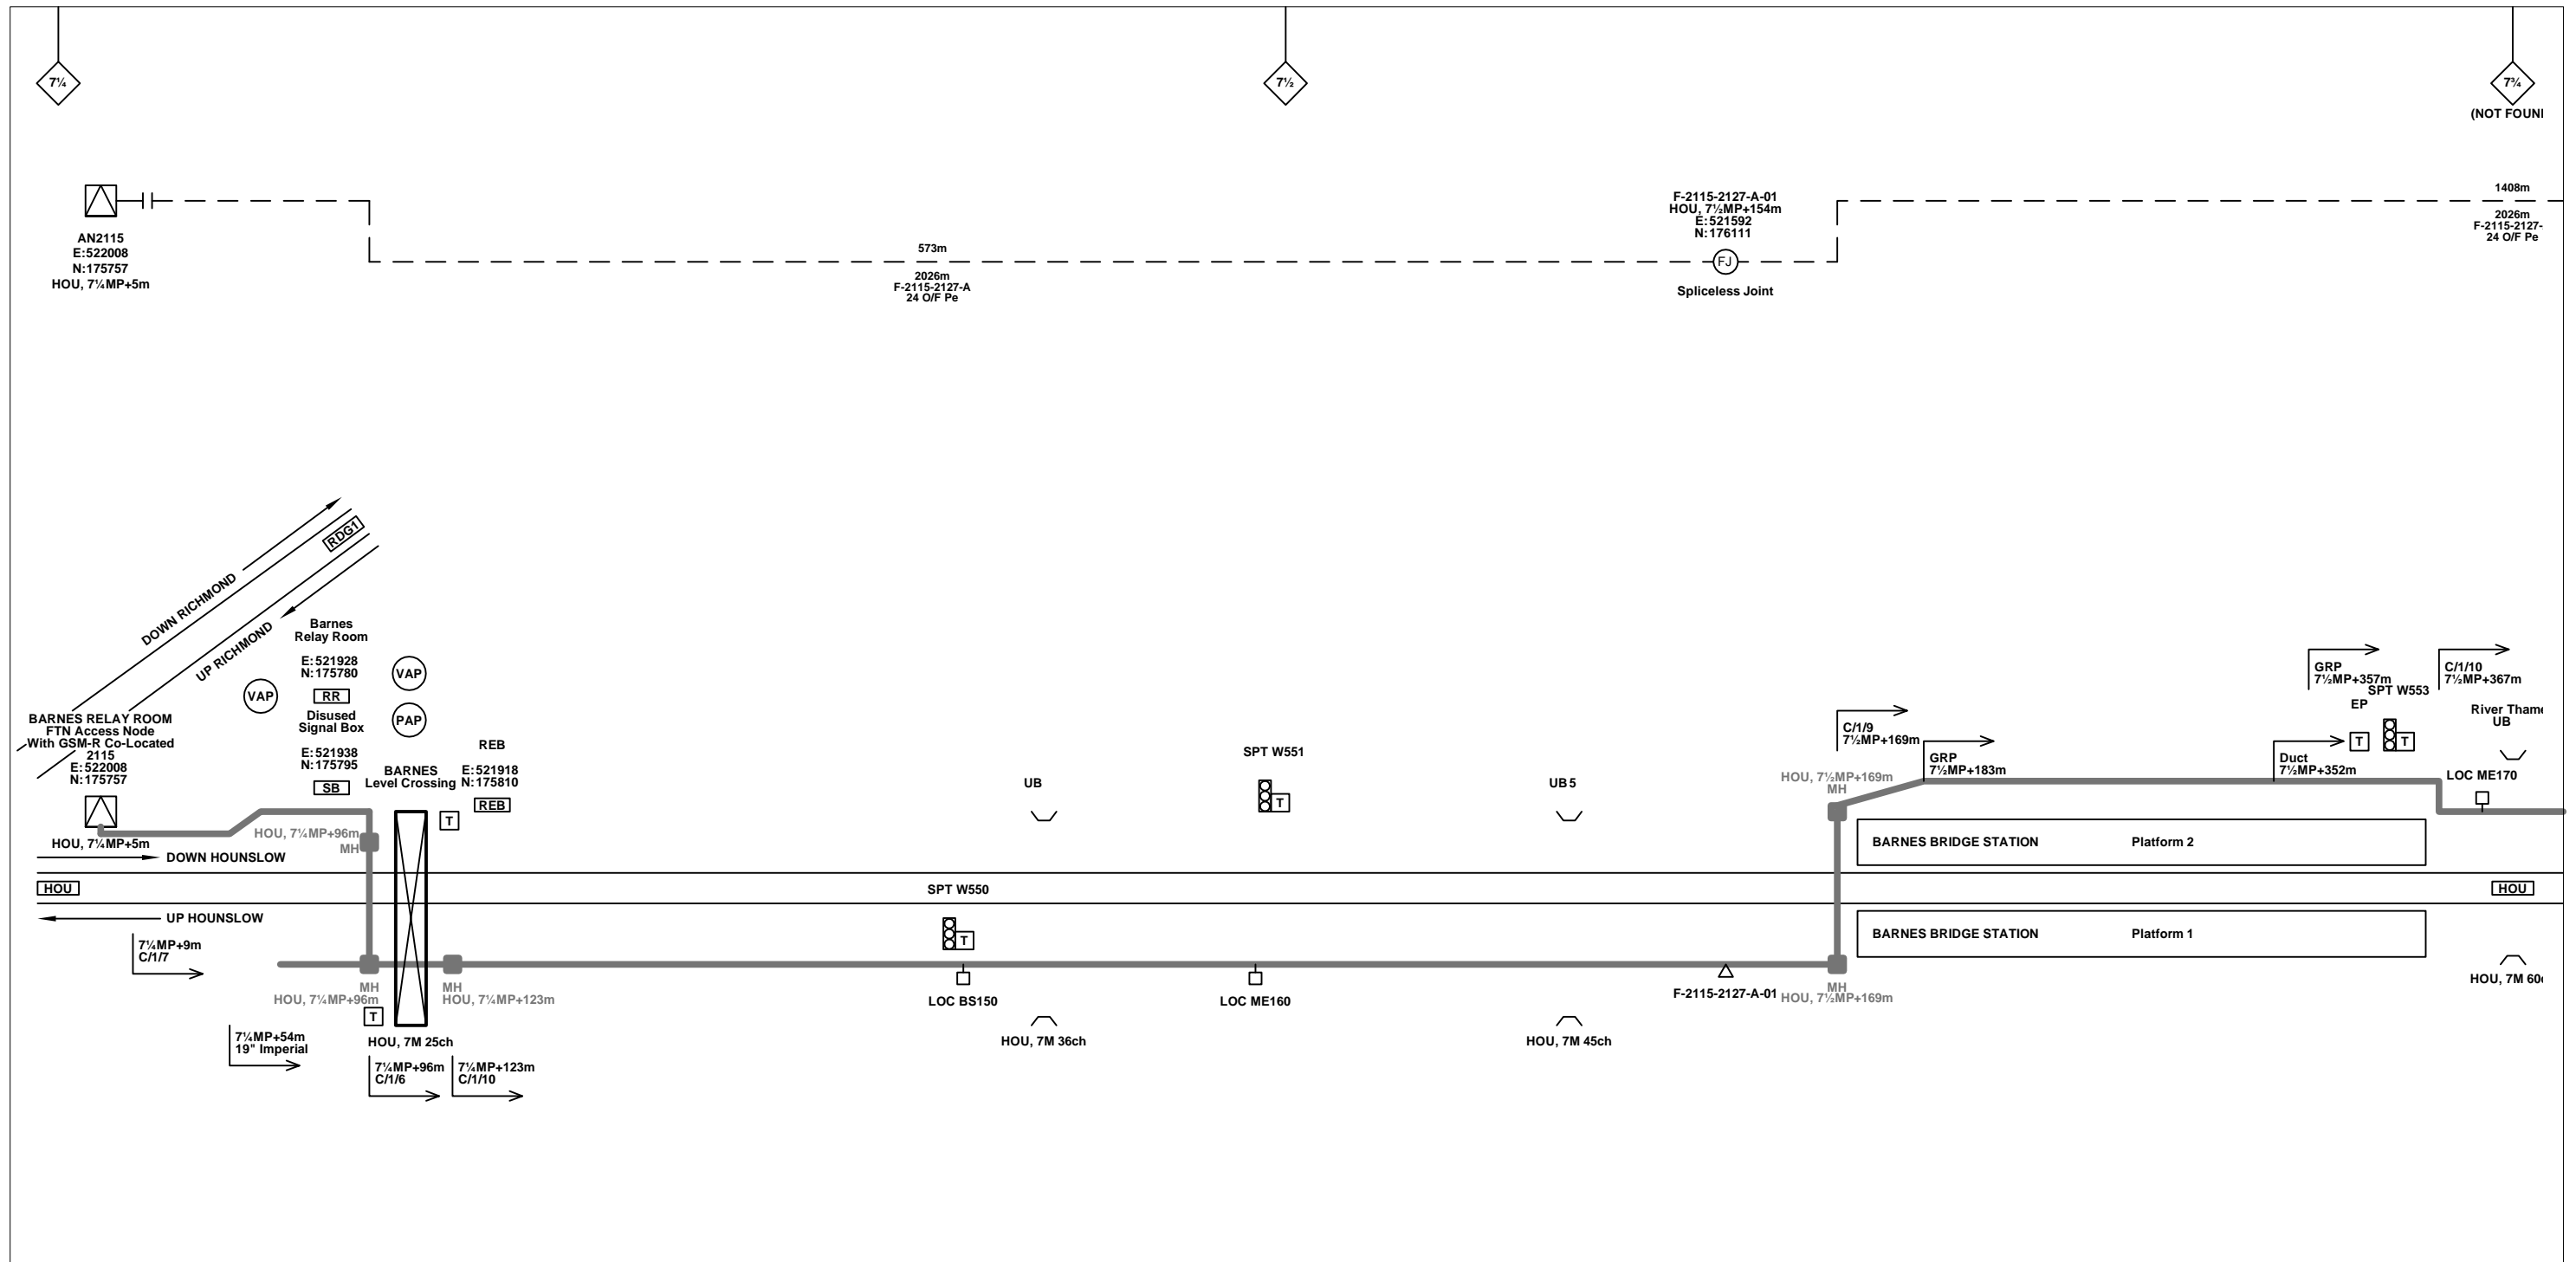 7¼
7½
7¾
(NOT FOUN
AN2115
E:522008
N:175757
HOU, 7¼MP+5m
573m
2026m
F-2115-2127-A
24 O/F Pe
F-2115-2127-A-01
HOU, 7½MP+154m
E:521592
N:176111
FJ
Spliceless Joint
1408m
2026m
F-2115-2127-
24 O/F Pe
RDG1
DOWN RICHMOND
UP RICHMOND
BARNES RELAY ROOM
FTN Access Node
With GSM-R Co-Located
2115
E:522008
N:175757
HOU, 7¼MP+5m
VAP
Barnes
Relay Room
E:521928
N:175780
RR
Disused
Signal Box
E:521938
N:175795
SB
VAP
PAP
BARNES
Level Crossing
REB
E:521918
N:175810
REB
T
HOU, 7¼MP+96m
MH
UB
SPT W551
T
UB5
C/1/9
7½MP+169m
HOU, 7½MP+169m
MH
GRP
7½MP+183m
Duct
7½MP+352m
GRP
7½MP+357m
SPT W553
EP
T
T
C/1/10
7½MP+367m
River Tham
UB
LOC ME170
DOWN HOUNSLOW
HOU
UP HOUNSLOW
SPT W550
T
BARNES BRIDGE STATION
Platform 2
HOU
BARNES BRIDGE STATION
Platform 1
7¼MP+9m
C/1/7
MH
HOU, 7¼MP+96m
T
MH
HOU, 7¼MP+123m
LOC BS150
LOC ME160
F-2115-2127-A-01
MH
HOU, 7½MP+169m
HOU, 7M 60
7¼MP+54m
19" Imperial
HOU, 7M 25ch
HOU, 7M 36ch
HOU, 7M 45ch
7¼MP+96m
C/1/6
7¼MP+123m
C/1/10